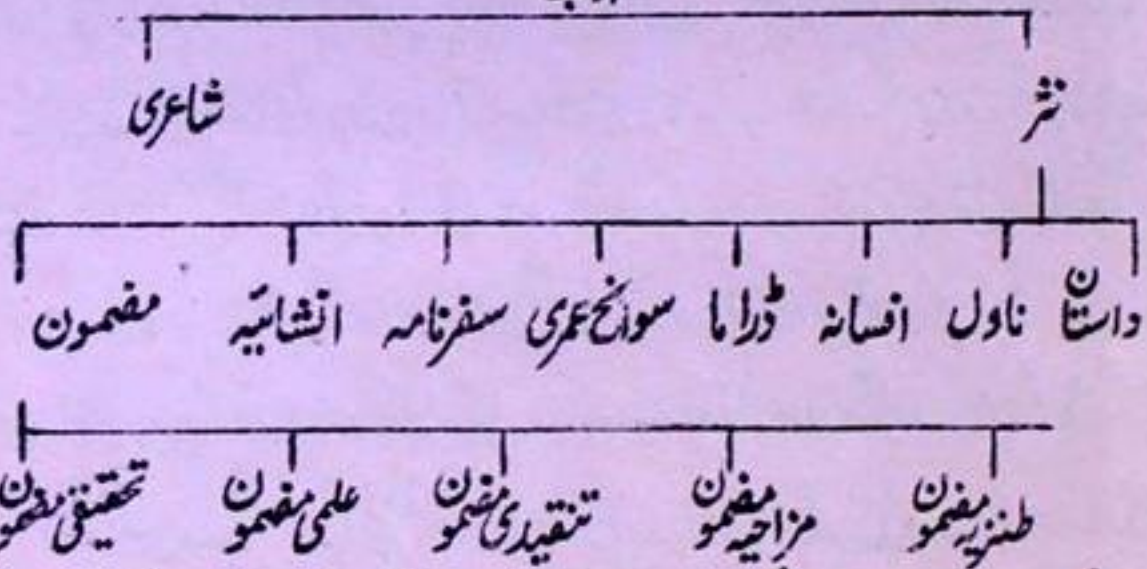 نثر شاعری
داستان ناول افسانہ ڈراما سوانح عمری سفرنامہ انشائیہ مضمون
طنزیہ مضمون مزاحیہ مضمون تنقیدی مضمون علمی مضمون تحقیقی مضمون